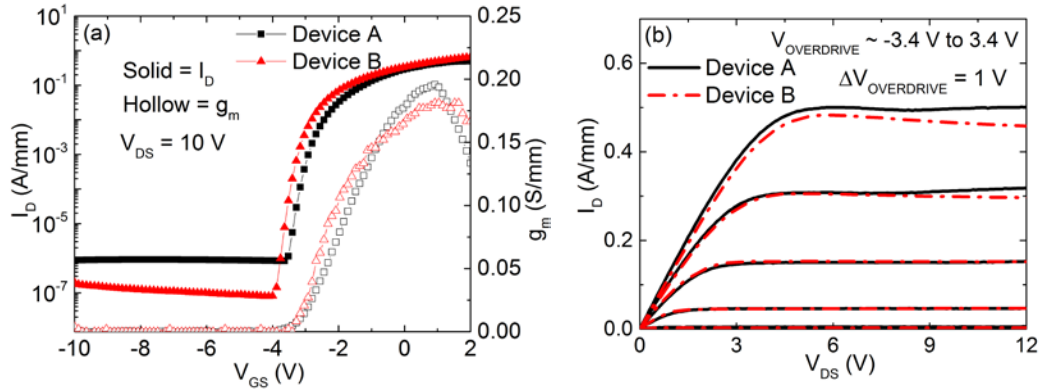 (a)
Device A
Device B
Solid = I_D
Hollow = g_m
V_DS = 10 V
10^1
10^-1
10^-3
10^-5
10^-7
I_D (A/mm)
0.25
0.20
0.15
0.10
0.05
0.00
g_m (S/mm)
-10 -8 -6 -4 -2 0 2
V_GS (V)
(b)
V_OVERDRIVE ~ -3.4 V to 3.4 V
Device A
Device B
ΔV_OVERDRIVE = 1 V
0.6
0.4
0.2
0.0
I_D (A/mm)
0 3 6 9 12
V_DS (V)